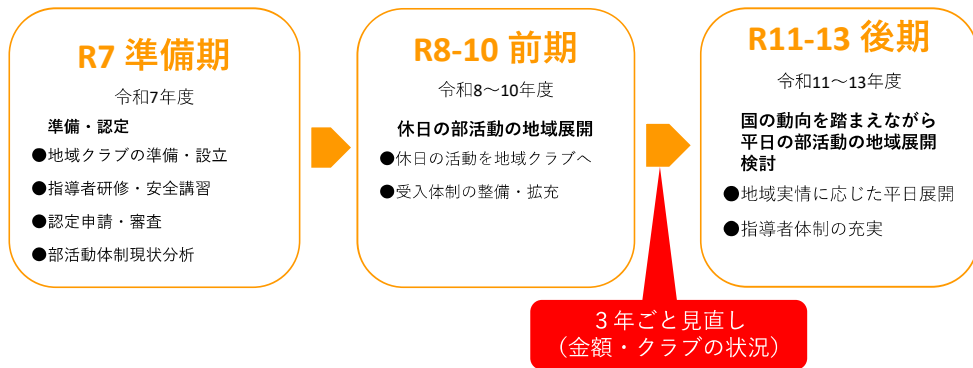 R7 準備期
令和7年度
準備・認定
●地域クラブの準備・設立
●指導者研修・安全講習
●認定申請・審査
●部活動体制現状分析
R8-10 前期
令和8～10年度
休日の部活動の地域展開
●休日の活動を地域クラブへ
●受入体制の整備・拡充
R11-13 後期
令和11～13年度
国の動向を踏まえながら
平日の部活動の地域展開
検討
●地域実情に応じた平日展開
●指導者体制の充実
３年ごと見直し
（金額・クラブの状況）